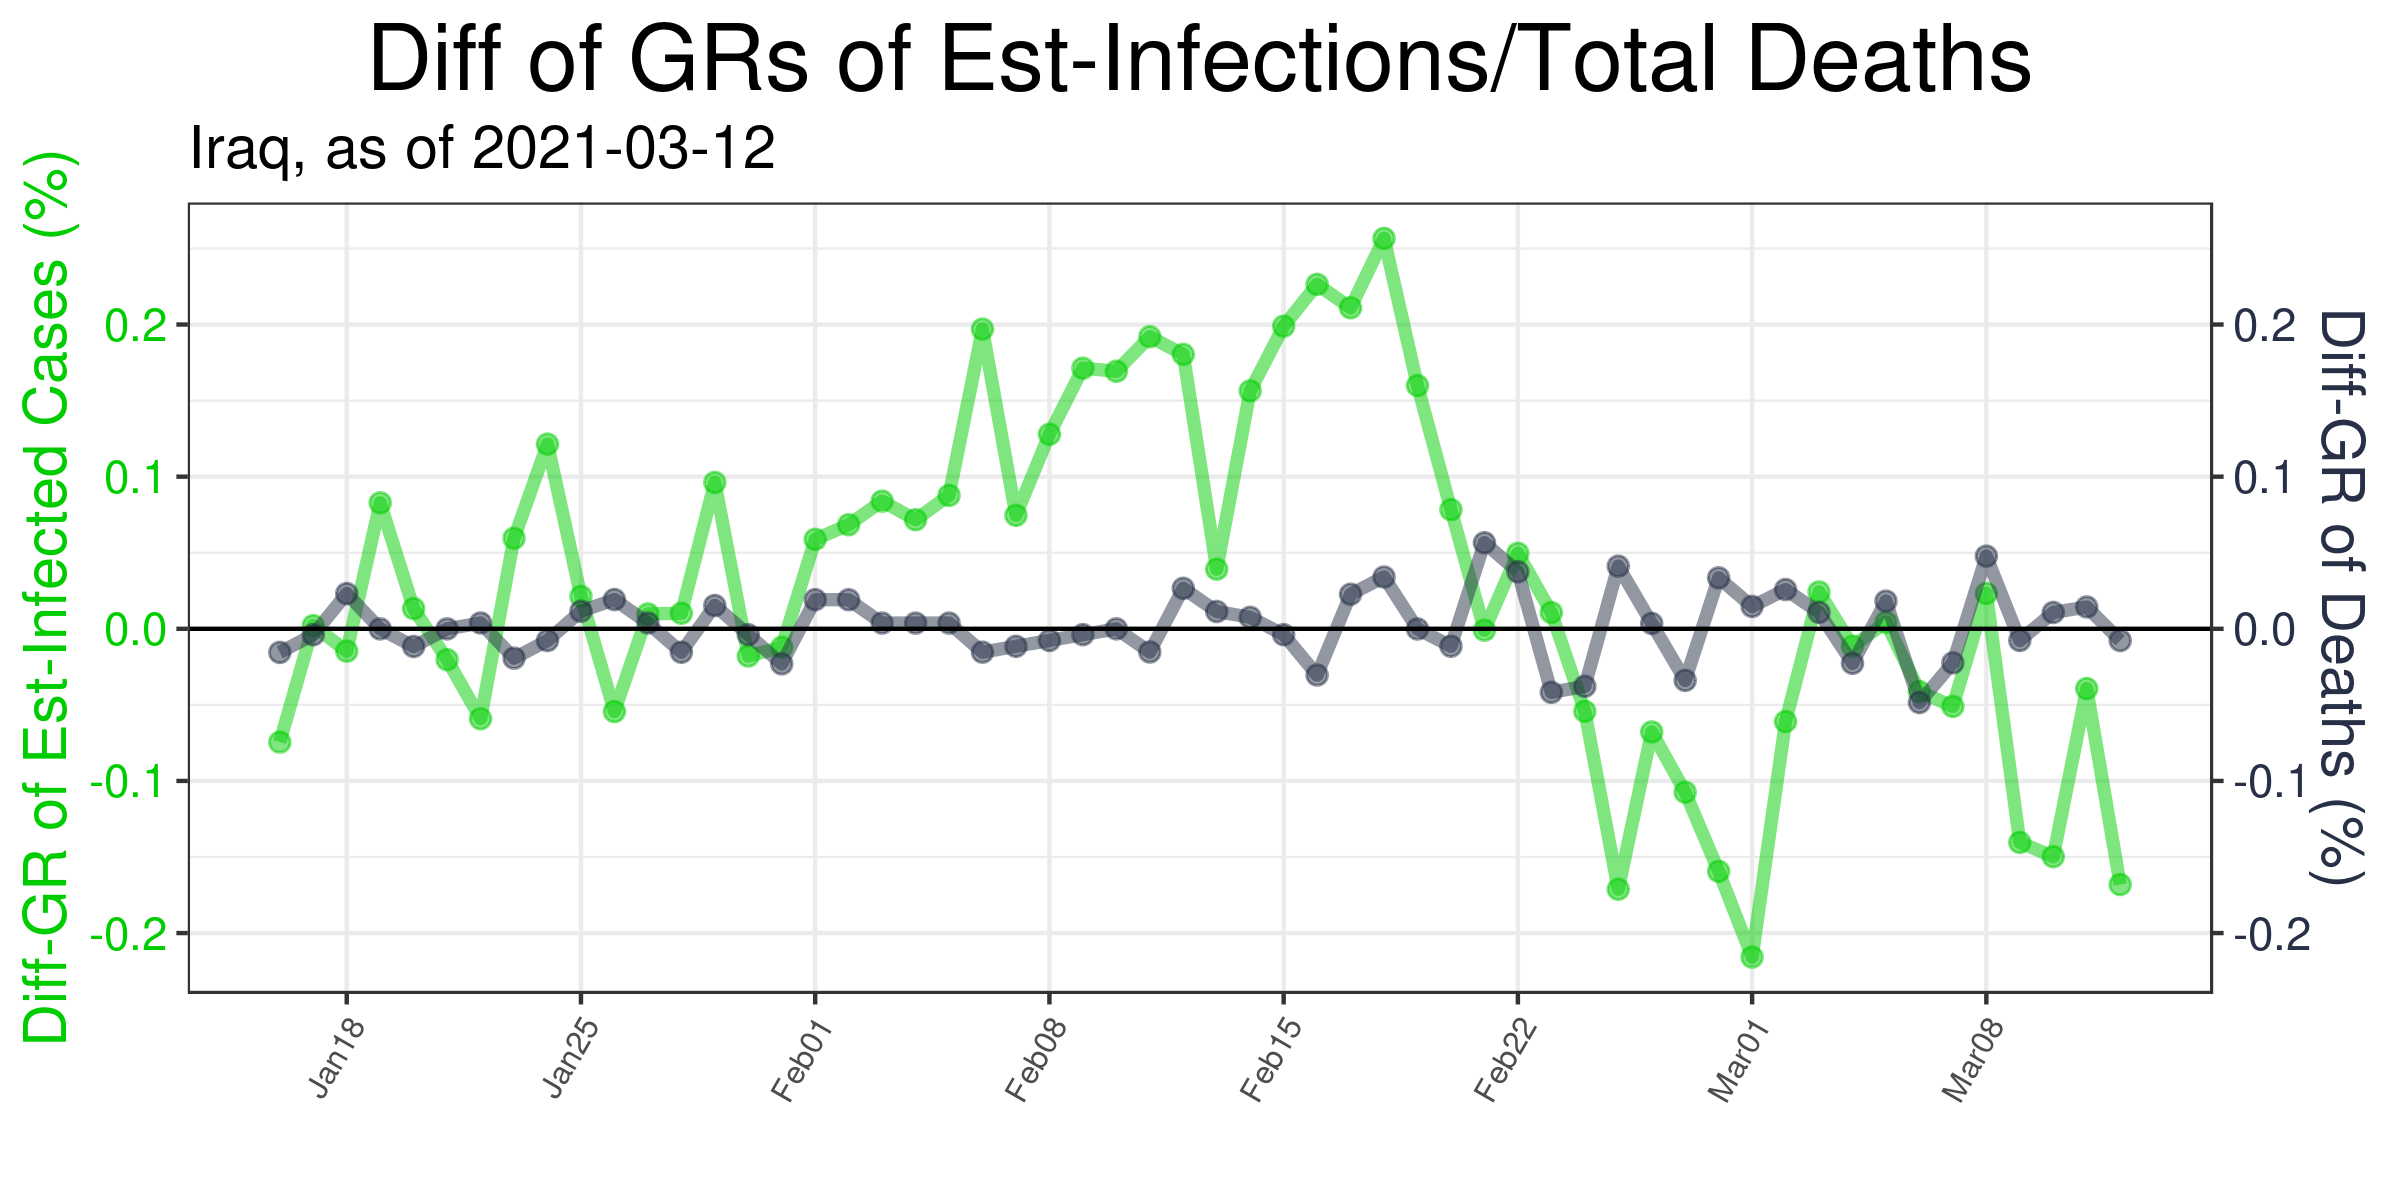 Diff of GRs of Est-Infections/Total Deaths
Iraq, as of 2021-03-12
Diff-GR of Est-Infected Cases (%)
0.2
0.1
0.0
-0.1
-0.2
0.2
0.1
0.0
-0.1
-0.2
Diff-GR of Deaths (%)
Jan18
Jan25
Feb01
Feb08
Feb15
Feb22
Mar01
Mar08